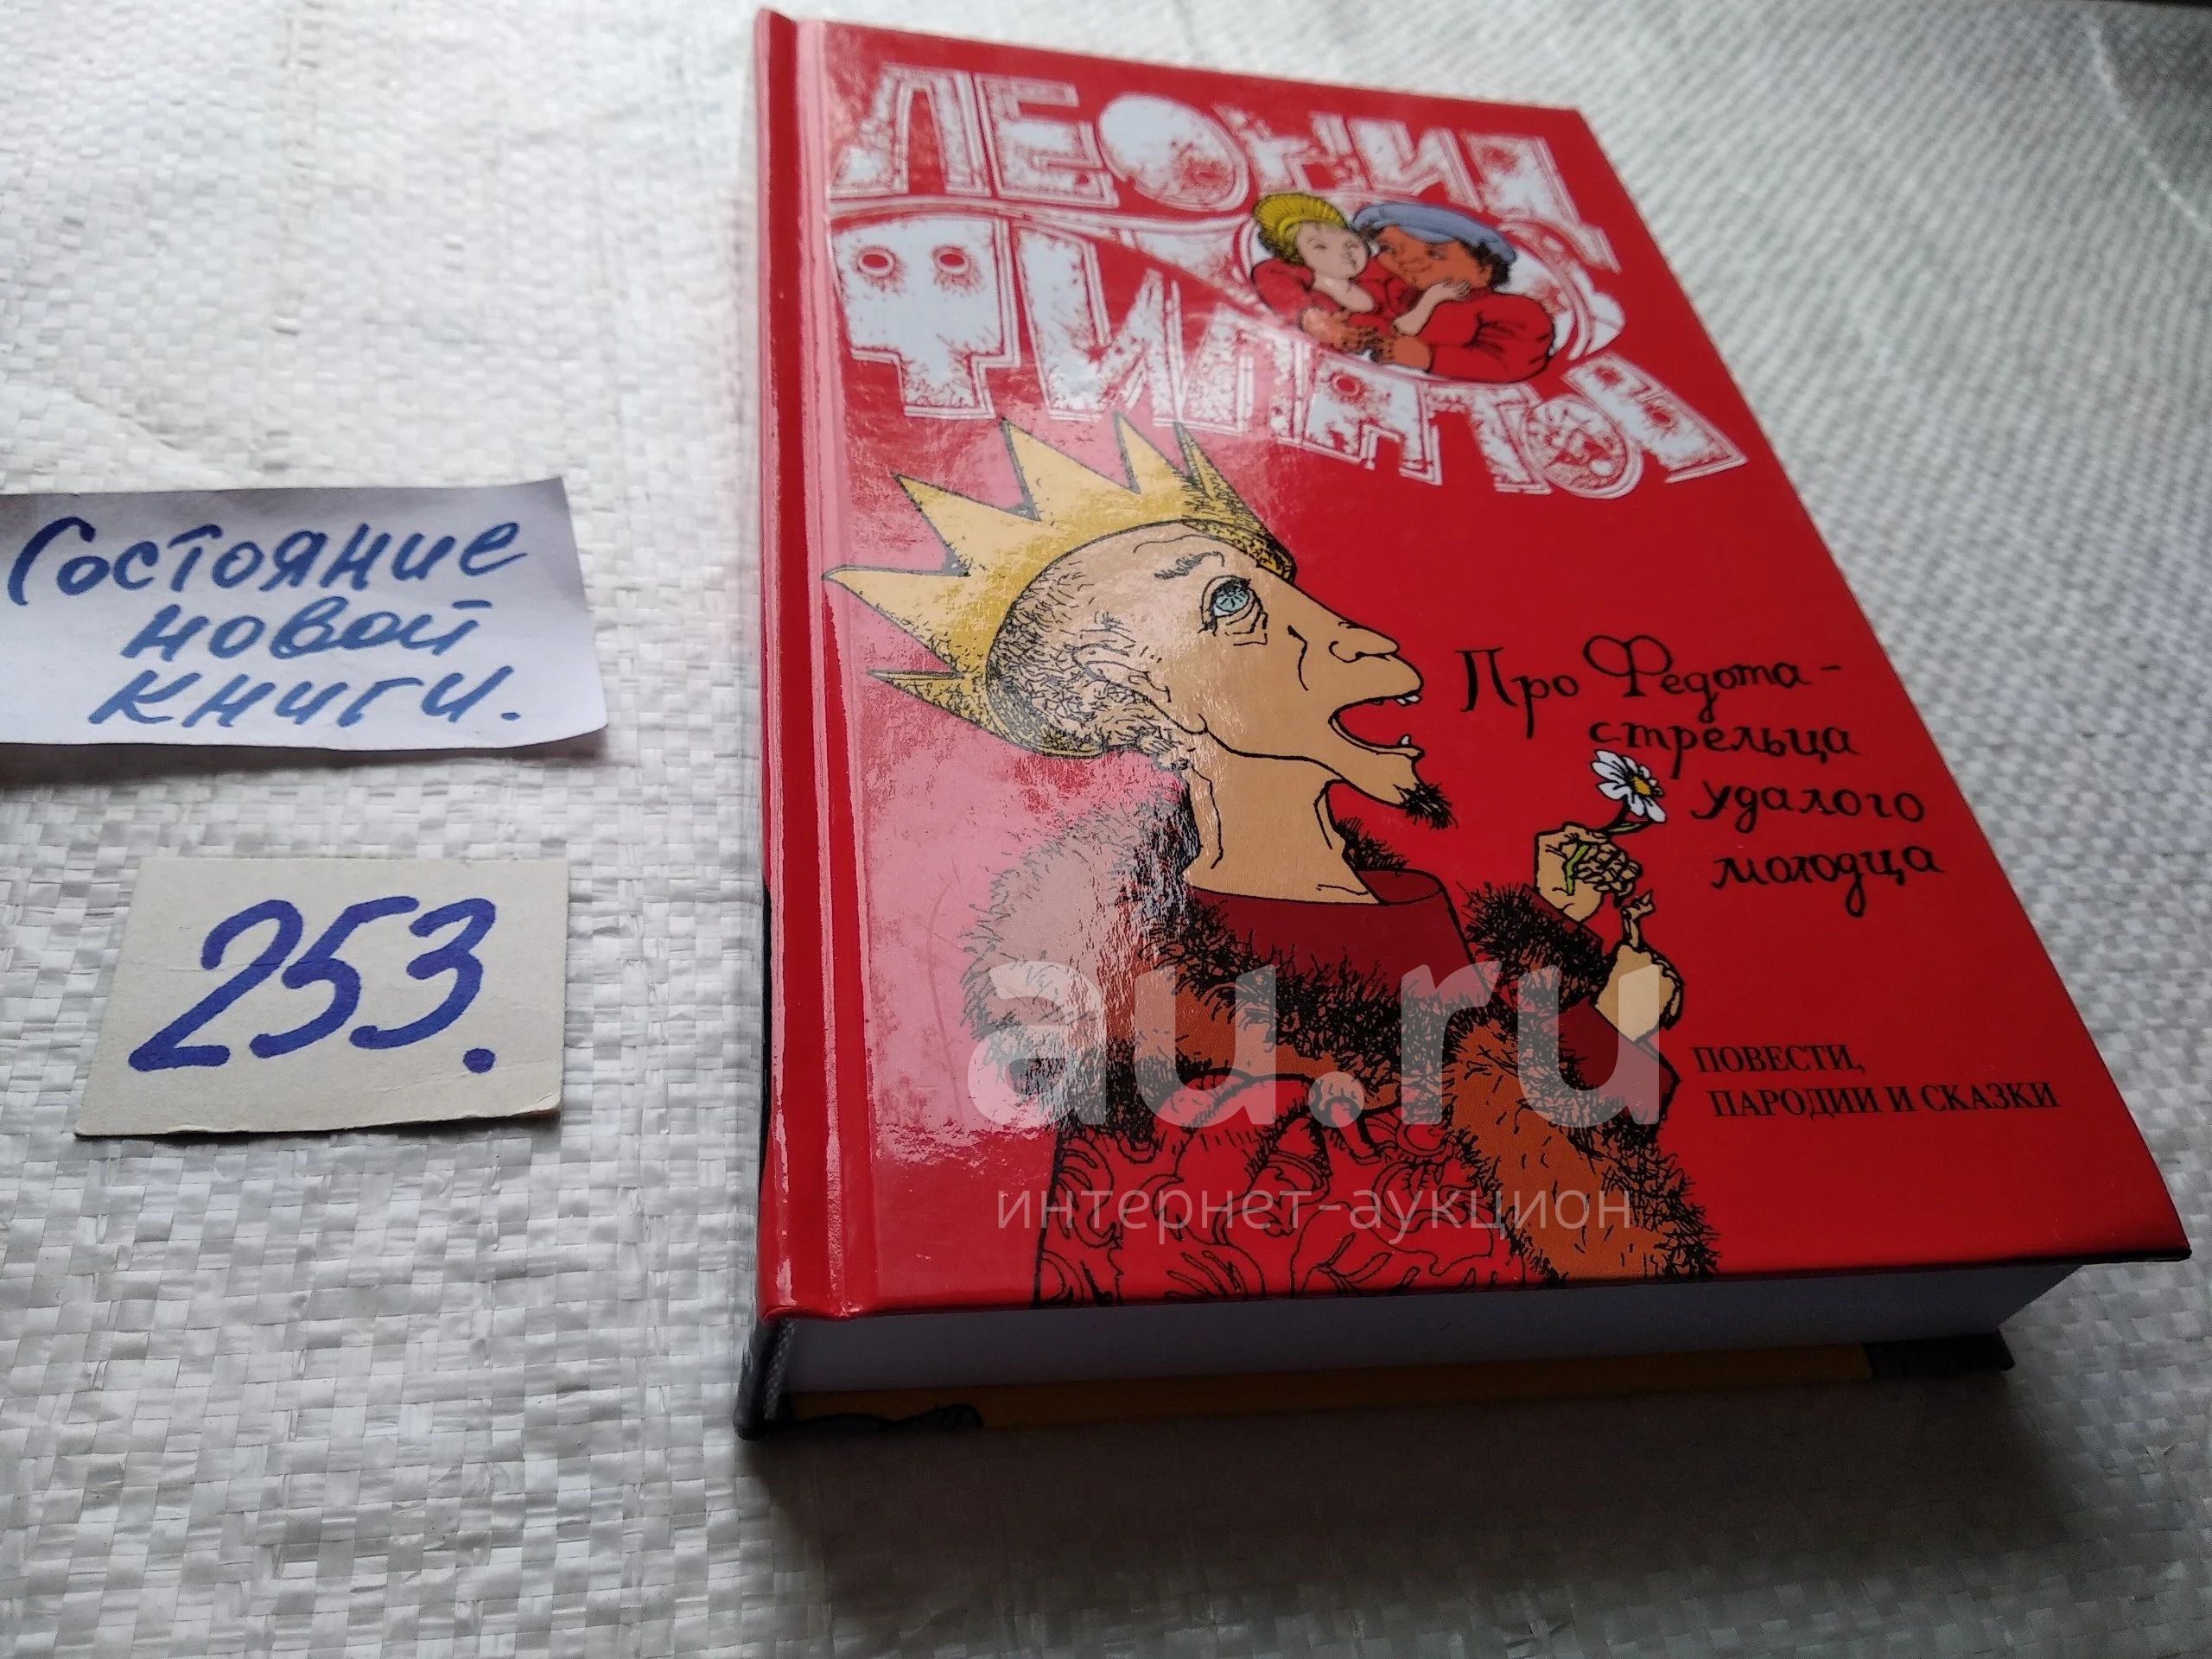 Состояние
новой
книги.
253.
ЛЕОНИД
ФИЛАТОВ
Про Федота-
стрельца
удалого
молодца
ПОВЕСТИ,
ПАРОДИИ И СКАЗКИ
au.ru
интернет-аукцион